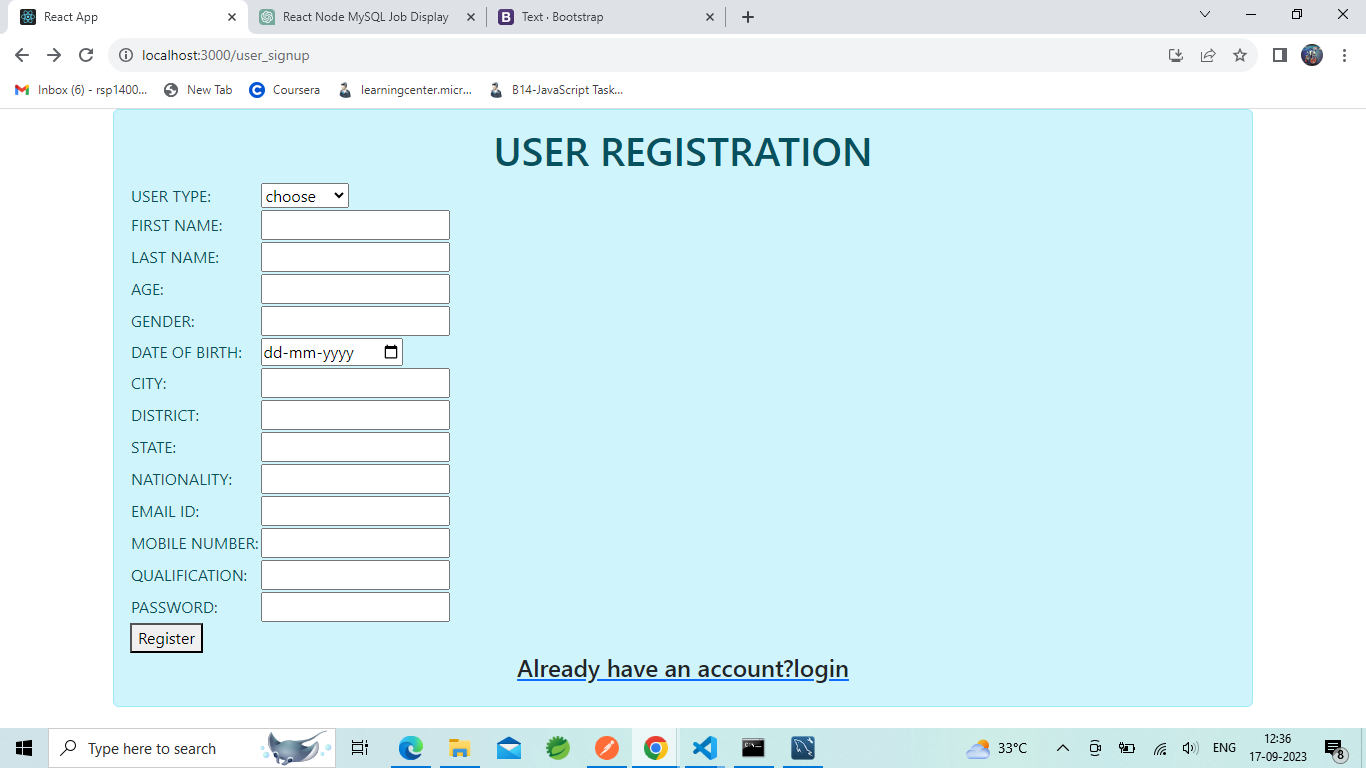 React App
React Node MySQL Job Display
Text · Bootstrap
localhost:3000/user_signup
Inbox (6) - rsp1400...
New Tab
Coursera
learningcenter.micr...
B14-JavaScript Task...
USER REGISTRATION
USER TYPE: choose
FIRST NAME:
LAST NAME:
AGE:
GENDER:
DATE OF BIRTH: dd-mm-yyyy
CITY:
DISTRICT:
STATE:
NATIONALITY:
EMAIL ID:
MOBILE NUMBER:
QUALIFICATION:
PASSWORD:
Register
Already have an account?login
Type here to search
33°C
ENG
12:36
17-09-2023
8